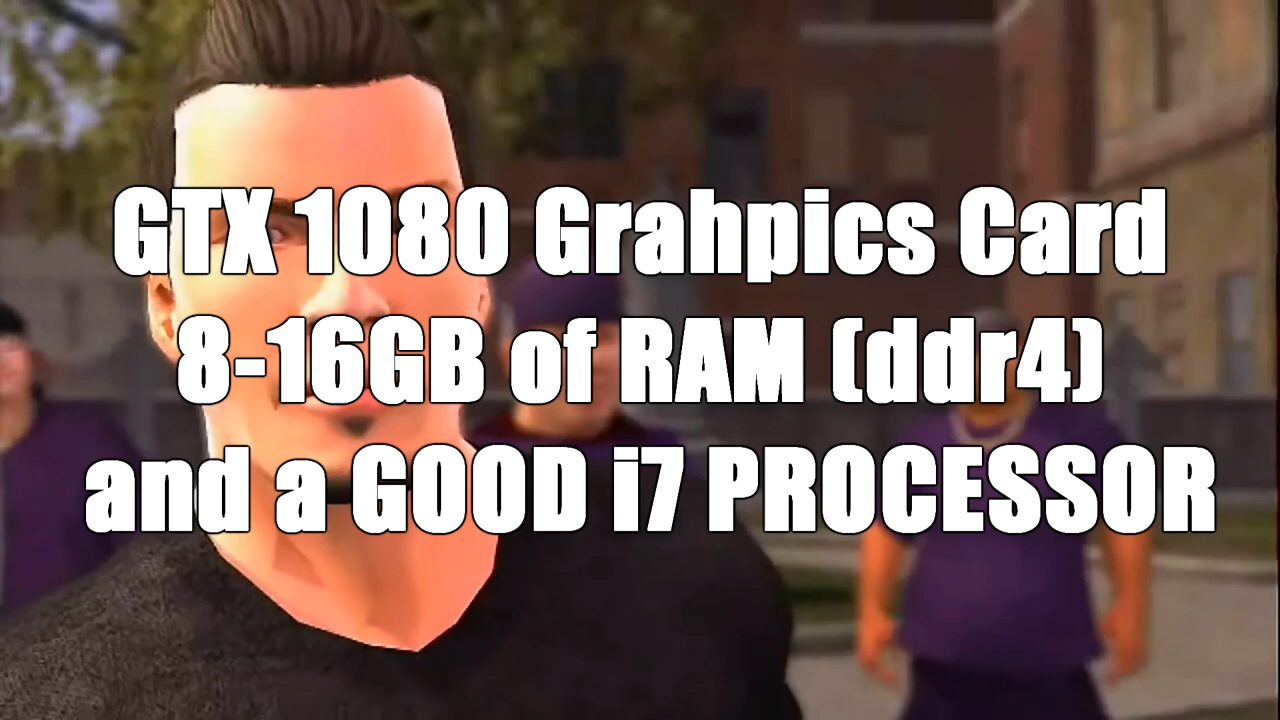 GTX 1080 Grahpics Card
8-16GB of RAM (ddr4)
and a GOOD i7 PROCESSOR